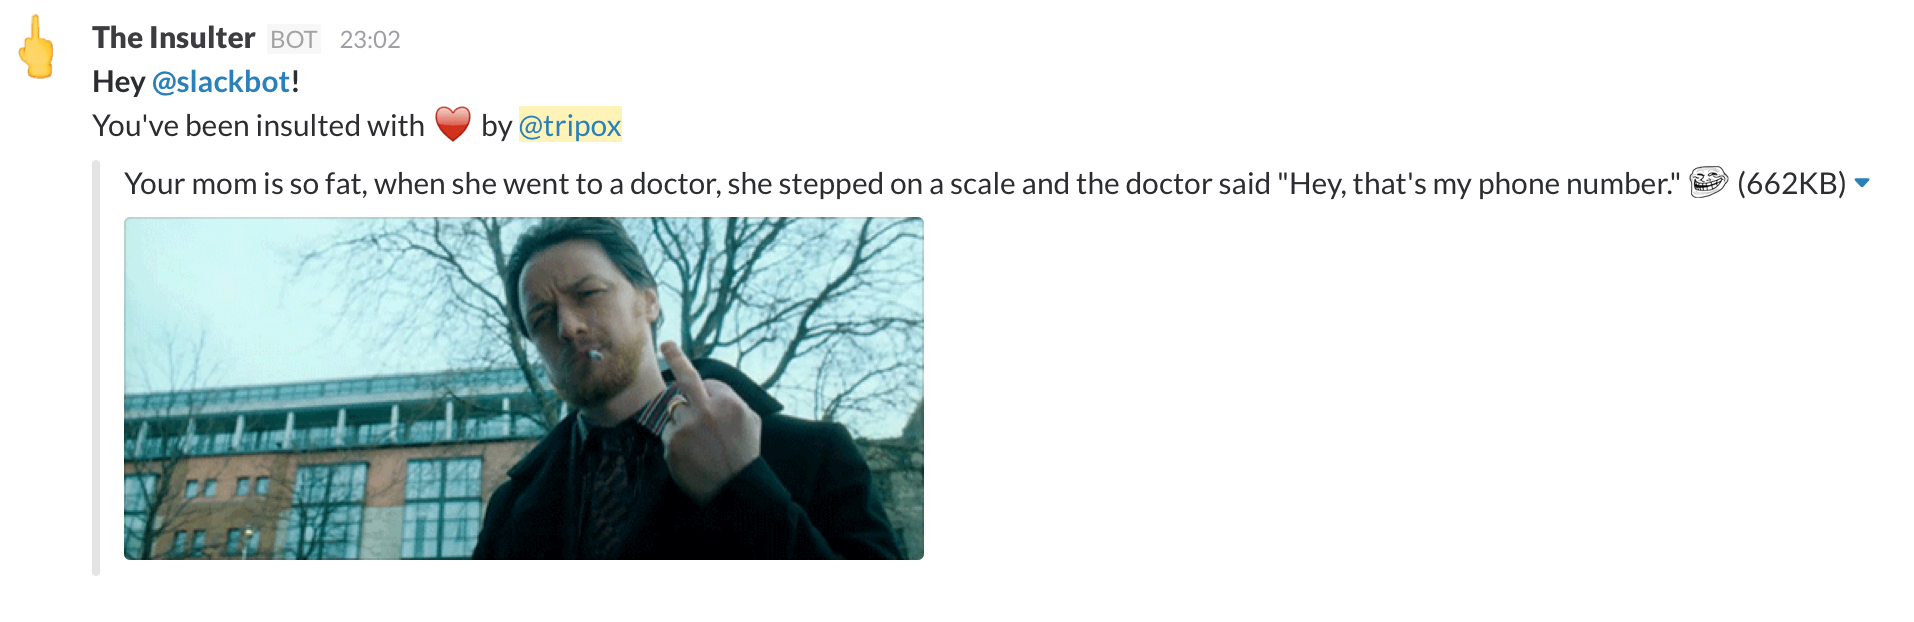 The Insulter BOT 23:02
Hey @slackbot!
You've been insulted with by @tripox
Your mom is so fat, when she went to a doctor, she stepped on a scale and the doctor said "Hey, that's my phone number." (662KB)